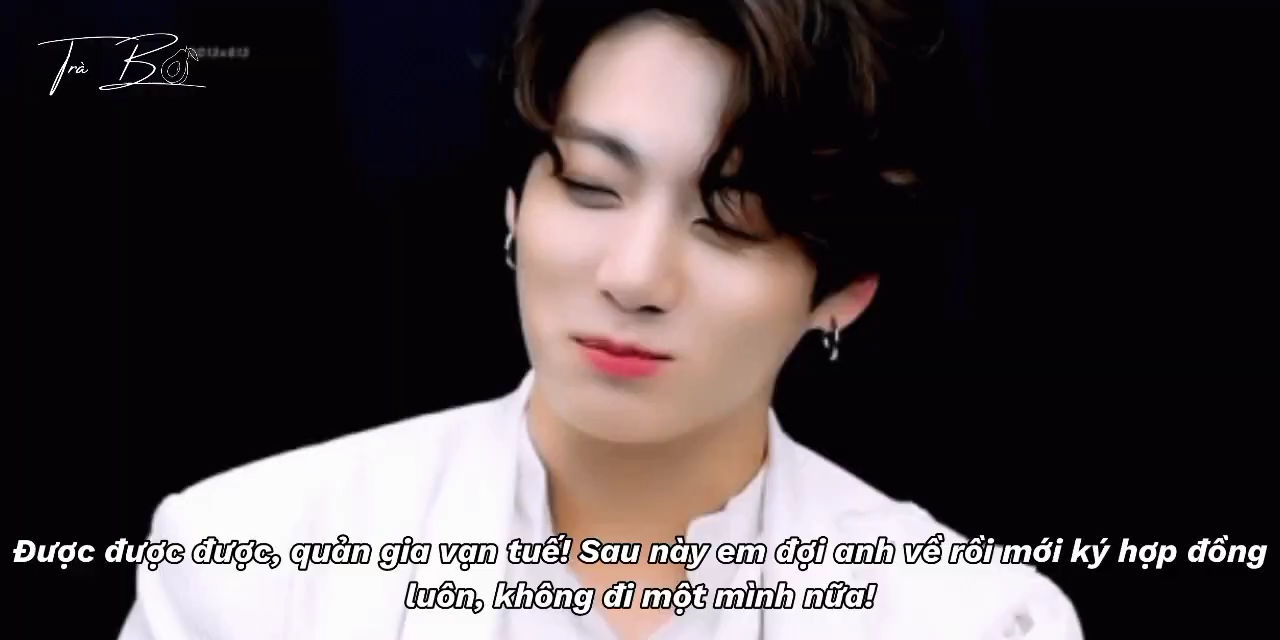 Trà Bơ
Được được được, quản gia vạn tuế! Sau này em đợi anh về rồi mới ký hợp đồng
luôn, không đi một mình nữa!